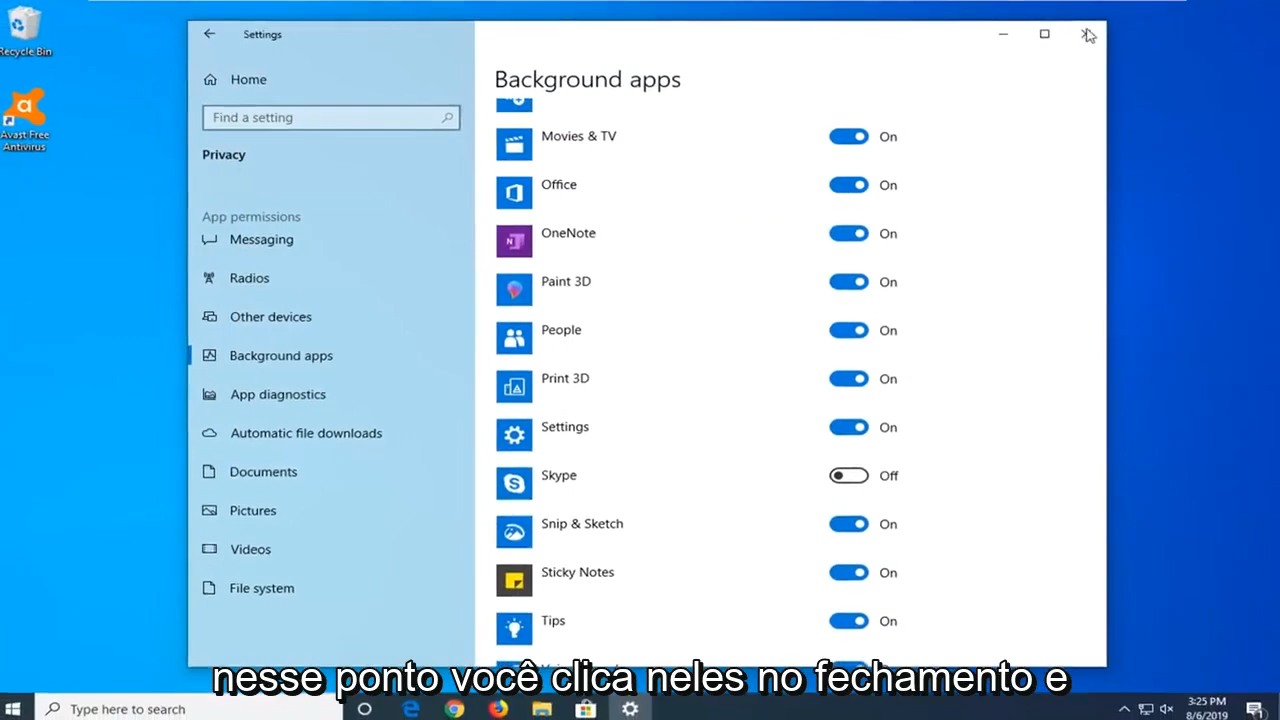 Recycle Bin
Avast Free
Antivirus
Settings
Home
Find a setting
Privacy
App permissions
Messaging
Radios
Other devices
Background apps
App diagnostics
Automatic file downloads
Documents
Pictures
Videos
File system
Background apps
Movies & TV On
Office On
OneNote On
Paint 3D On
People On
Print 3D On
Settings On
Skype Off
Snip & Sketch On
Sticky Notes On
Tips On
nesse ponto você clica neles no fechamento e
Type here to search
3:25 PM
8/6/2019